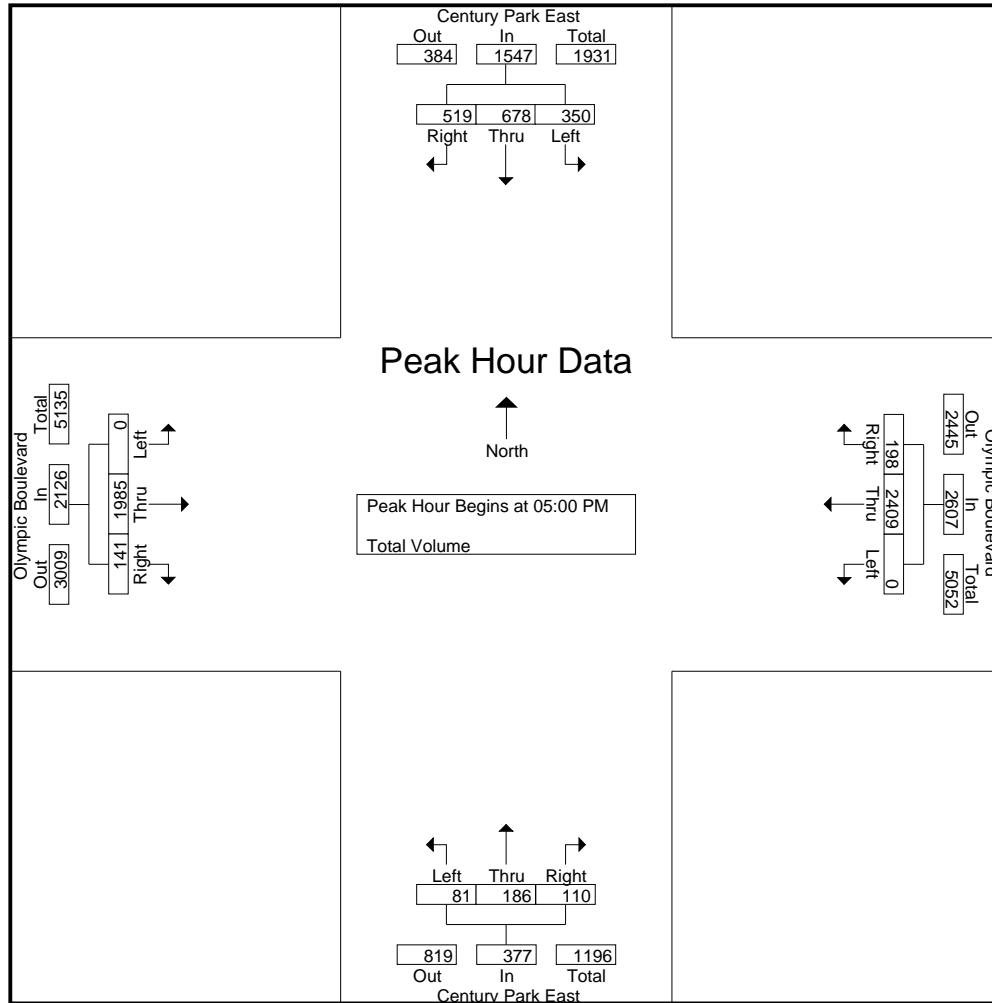 Century Park East
Out In Total
384 1547 1931
519 678 350
Right Thru Left
Peak Hour Data
North
Peak Hour Begins at 05:00 PM
Total Volume
Olympic Boulevard
Total In Out
5135 2126 3009
0 1985 141
Left Thru Right
Right Thru Left
198 2409 0
Out In Total
2445 2607 5052
Olympic Boulevard
Left Thru Right
81 186 110
819 377 1196
Out In Total
Century Park East